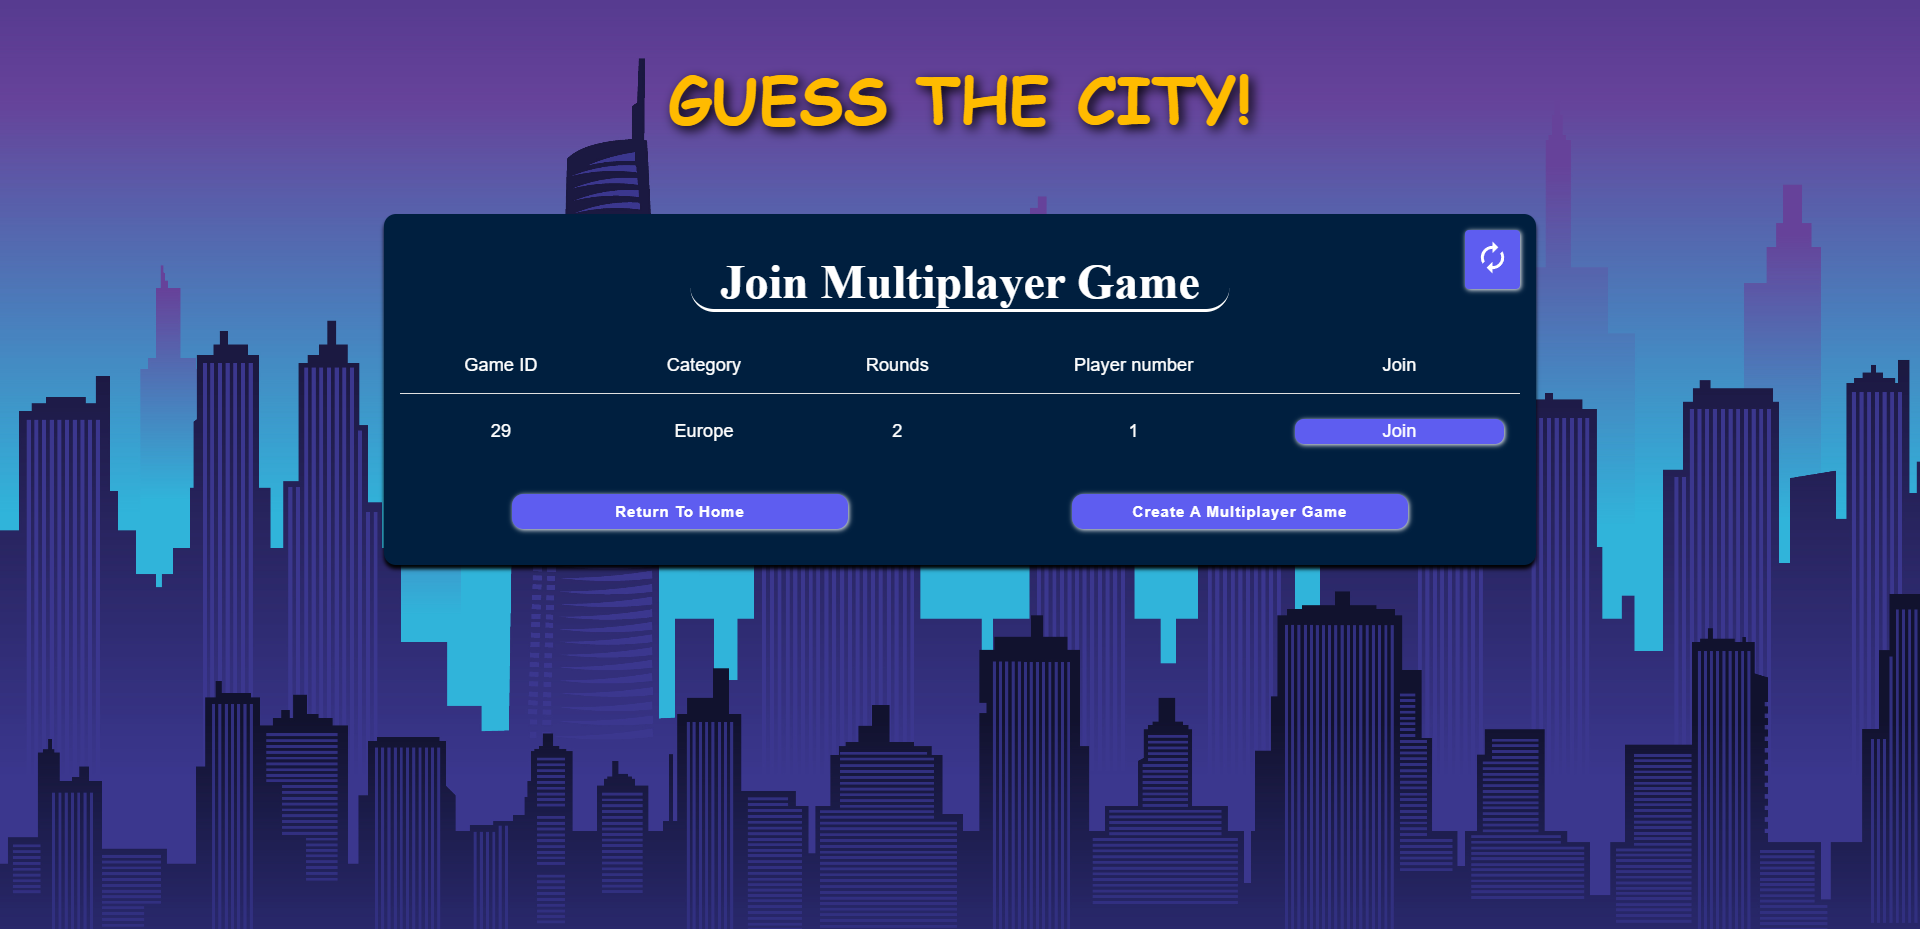 GUESS THE CITY!
Join Multiplayer Game
Game ID Category Rounds Player number Join
29 Europe 2 1 Join
Return To Home Create A Multiplayer Game